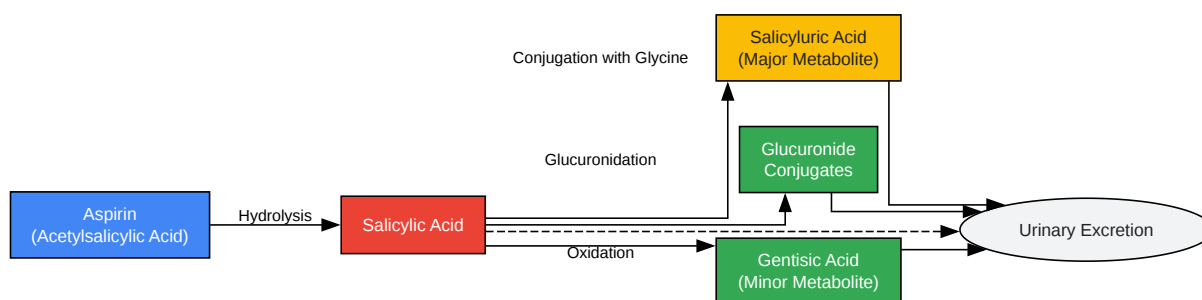 Salicyluric Acid
(Major Metabolite)
Conjugation with Glycine
Glucuronide
Conjugates
Glucuronidation
Aspirin
(Acetylsalicylic Acid)
Hydrolysis
Salicylic Acid
Urinary Excretion
Oxidation
Gentisic Acid
(Minor Metabolite)